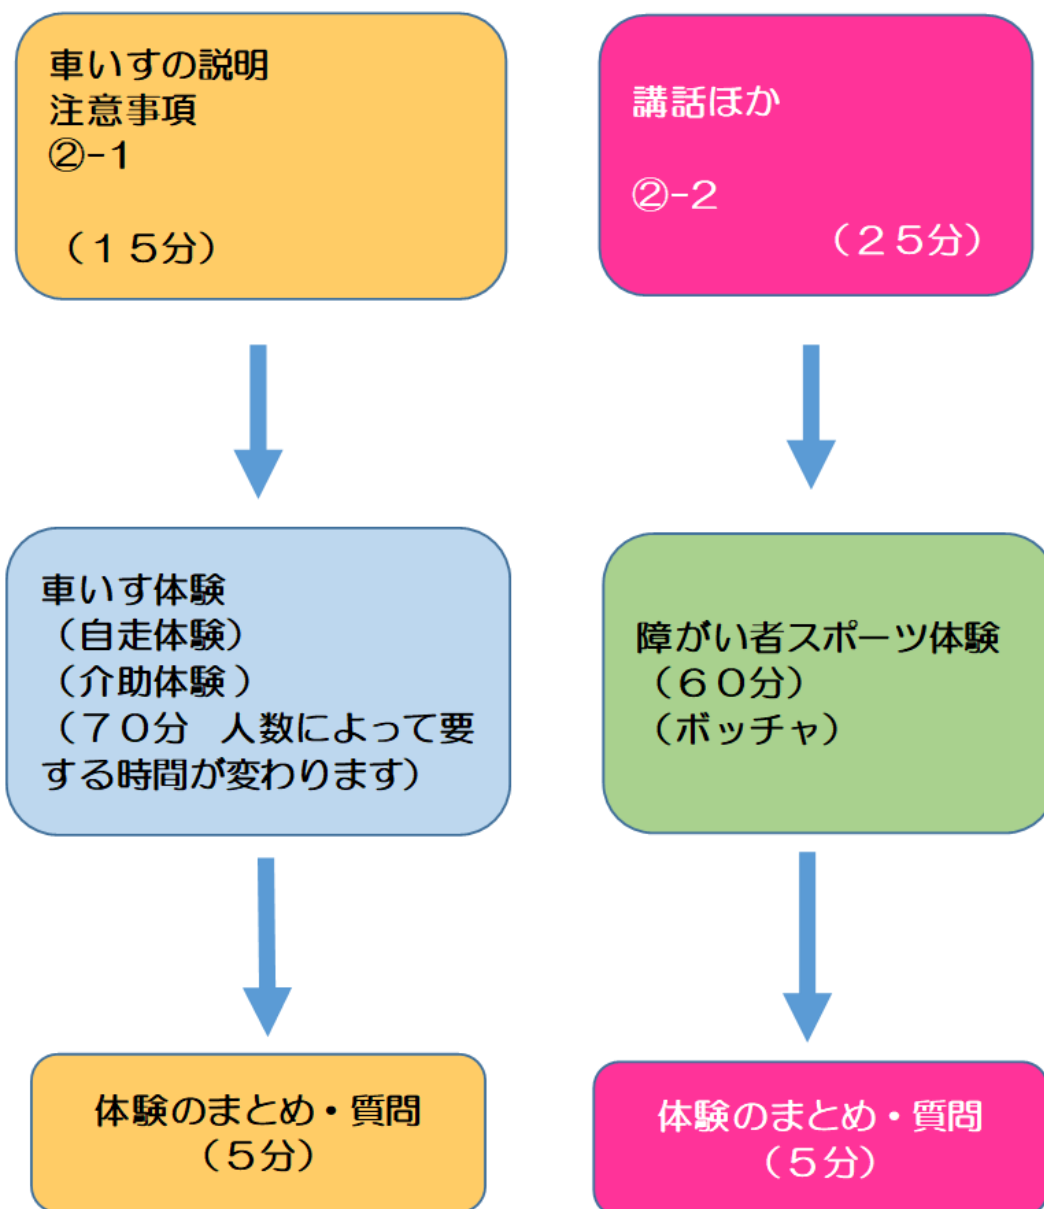 車いすの説明
注意事項
②-1
（１５分）
講話ほか
②-2
（２５分）
車いす体験
（自走体験）
（介助体験）
（７０分　人数によって要
する時間が変わります）
障がい者スポーツ体験
（６０分）
（ボッチャ）
体験のまとめ・質問
（５分）
体験のまとめ・質問
（５分）